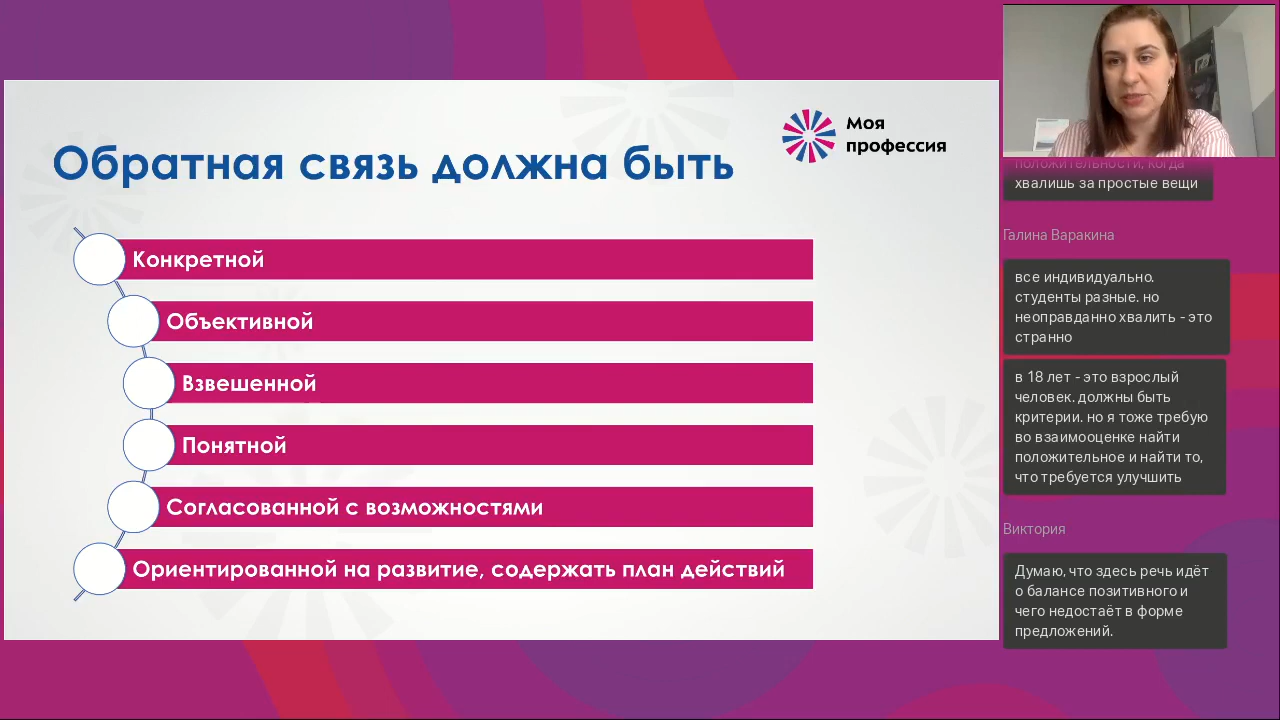 Моя
профессия
Обратная связь должна быть
Конкретной
Объективной
Взвешенной
Понятной
Согласованной с возможностями
Ориентированной на развитие, содержать план действий
положительности, когда
хвалишь за простые вещи
Галина Варакина
все индивидуально.
студенты разные. но
неоправданно хвалить - это
странно
в 18 лет - это взрослый
человек. должны быть
критерии. но я тоже требую
во взаимооценке найти
положительное и найти то,
что требуется улучшить
Виктория
Думаю, что здесь речь идёт
о балансе позитивного и
чего недостаёт в форме
предложений.